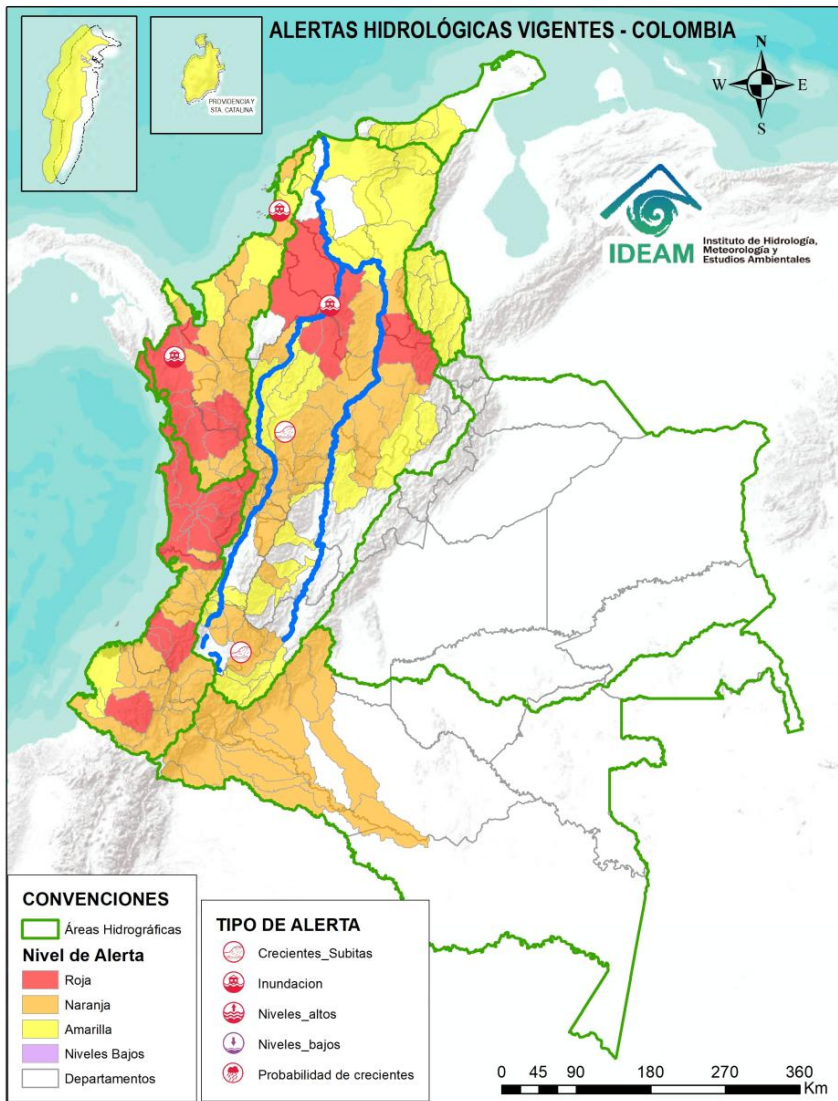 ALERTAS HIDROLÓGICAS VIGENTES - COLOMBIA
PROVIDENCIA Y
STA. CATALINA
N
W
E
S
IDEAM
Instituto de Hidrología,
Meteorología y
Estudios Ambientales
CONVENCIONES
Áreas Hidrográficas
Nivel de Alerta
Roja
Naranja
Amarilla
Niveles Bajos
Departamentos
TIPO DE ALERTA
Crecientes_Subitas
Inundacion
Niveles_altos
Niveles_bajos
Probabilidad de crecientes
0 45 90 180 270 360
Km